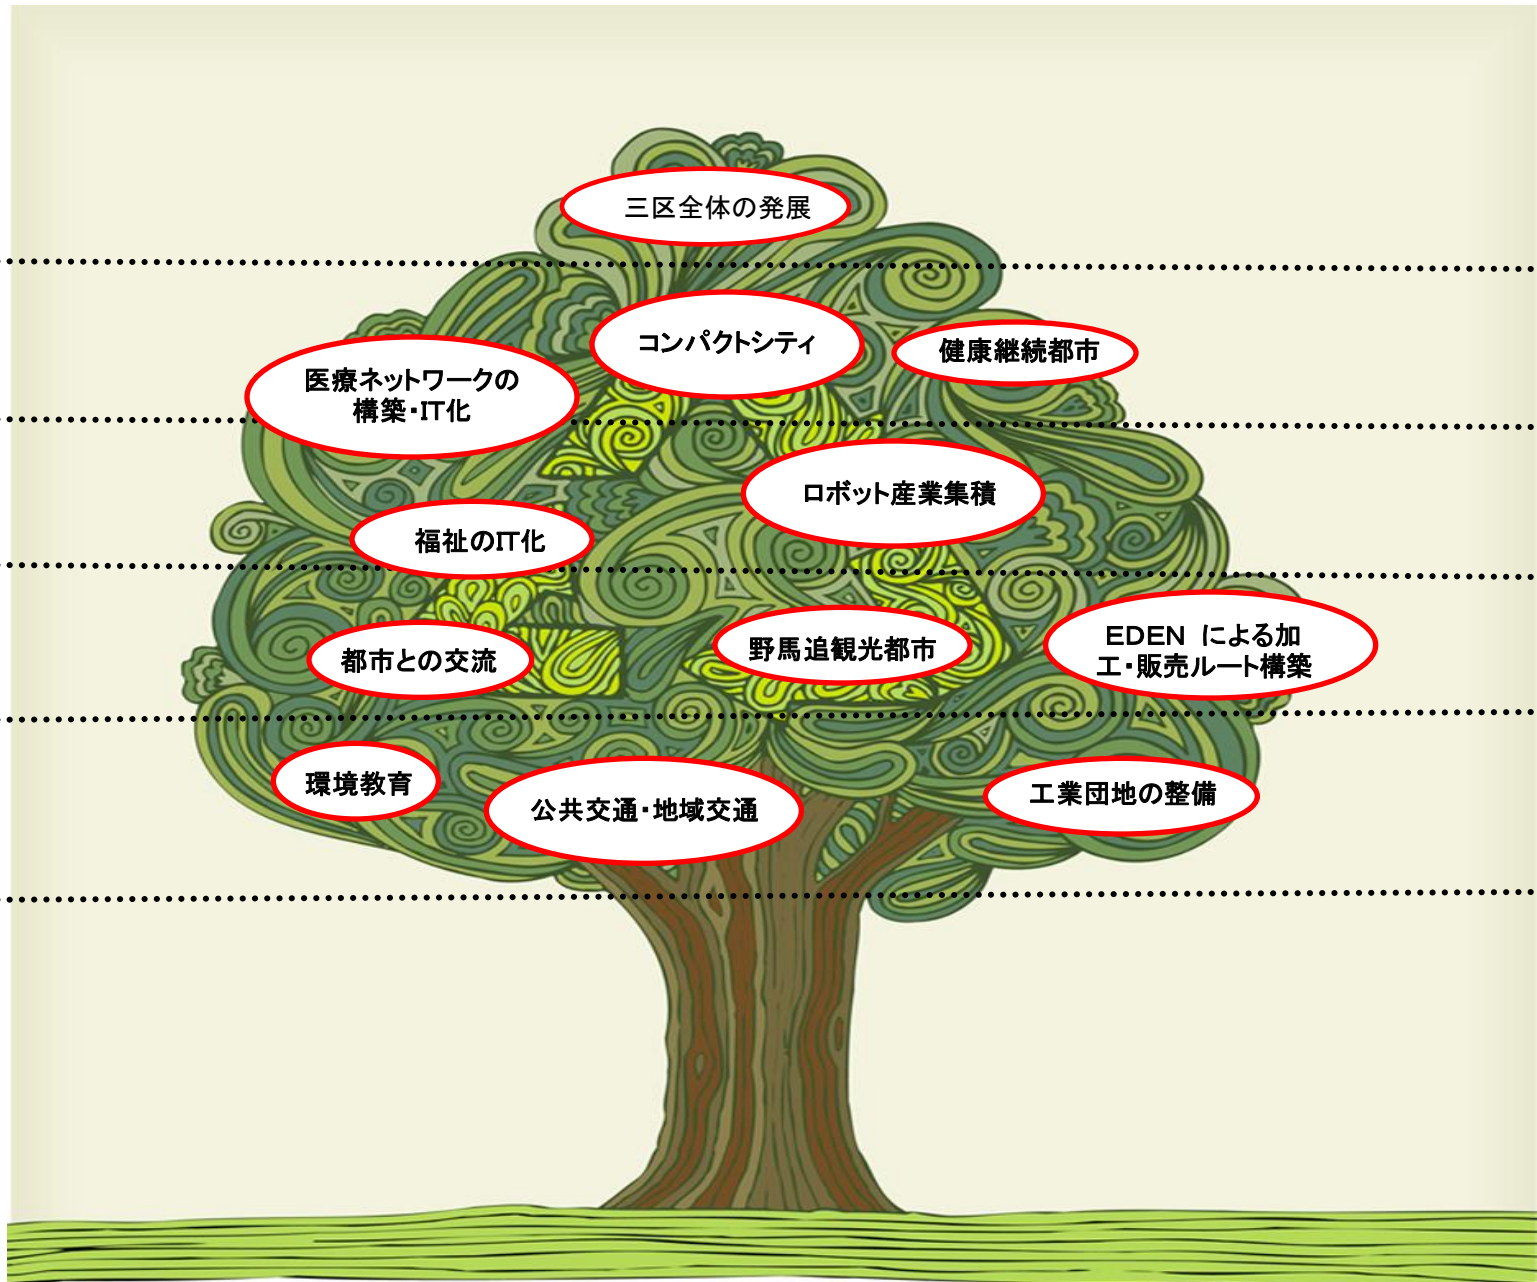 三区全体の発展
コンパクトシティ
健康継続都市
医療ネットワークの
構築・IT化
ロボット産業集積
福祉のIT化
都市との交流
野馬追観光都市
EDEN による加
工・販売ルート構築
環境教育
公共交通・地域交通
工業団地の整備